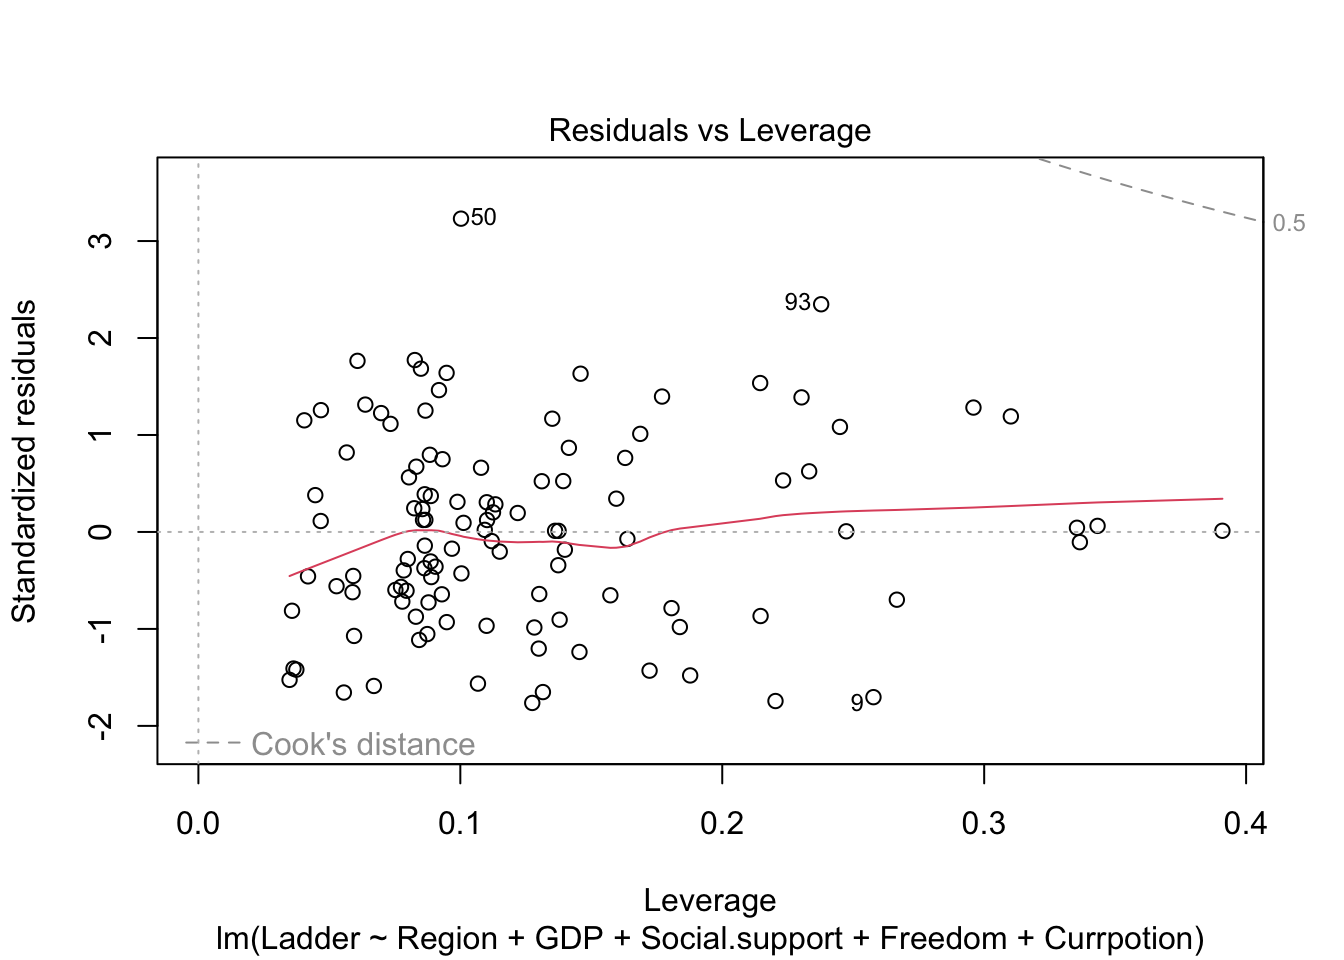 Residuals vs Leverage
Standardized residuals
3
2
1
0
-1
-2
50
93
9
0.5
Cook's distance
0.0 0.1 0.2 0.3 0.4
Leverage
lm(Ladder ~ Region + GDP + Social.support + Freedom + Currpotion)